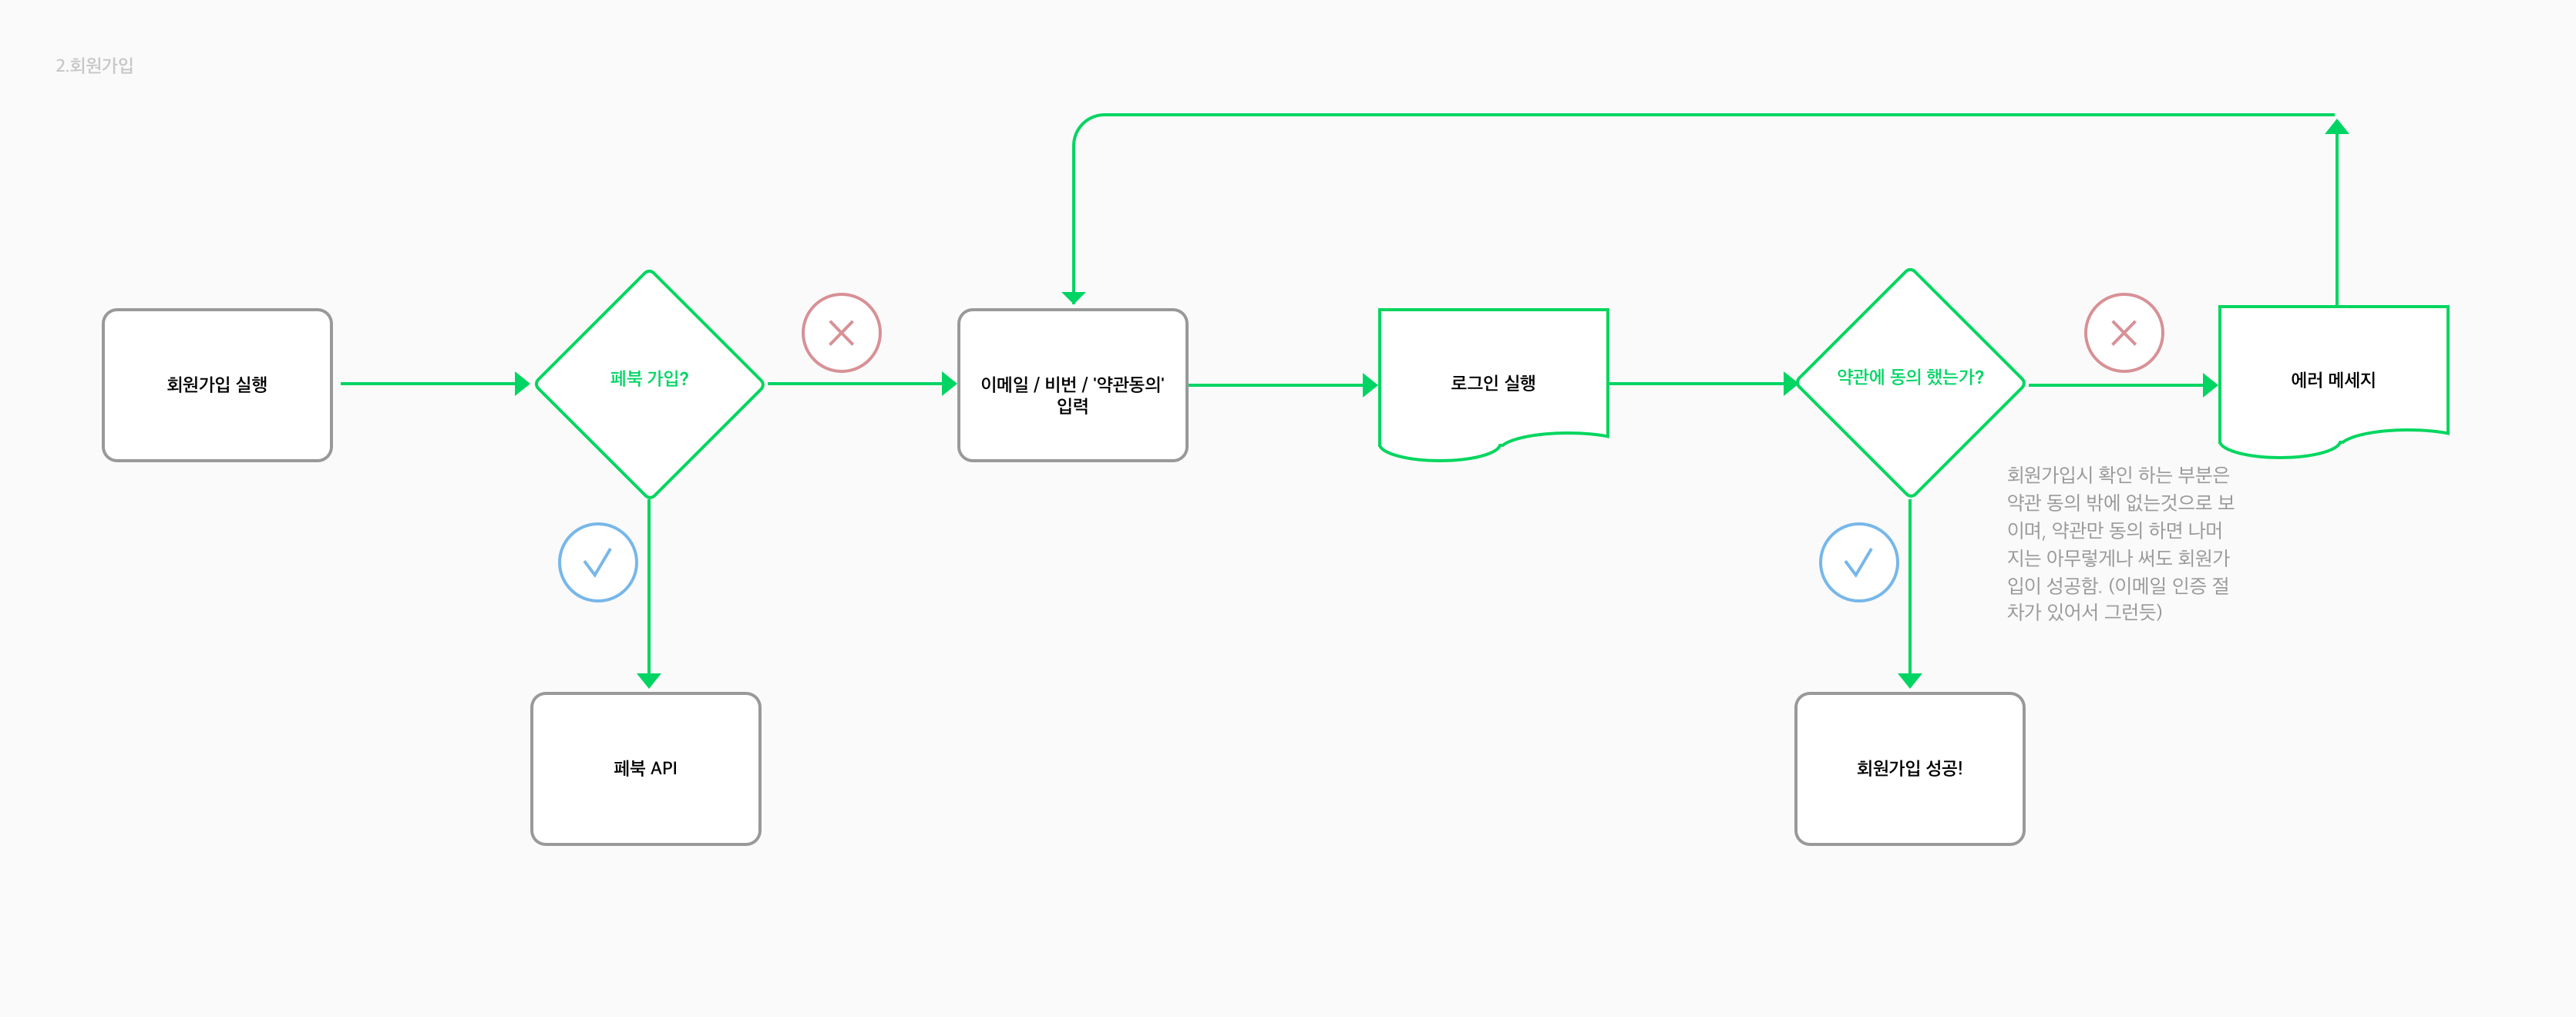 2.회원가입
회원가입 실행
페북 가입?
이메일 / 비번 / '약관동의'
입력
로그인 실행
약관에 동의 했는가?
에러 메세지
회원가입시 확인 하는 부분은
약관 동의 밖에 없는것으로 보
이며, 약관만 동의 하면 나머
지는 아무렇게나 써도 회원가
입이 성공함. (이메일 인증 절
차가 있어서 그런듯)
페북 API
회원가입 성공!